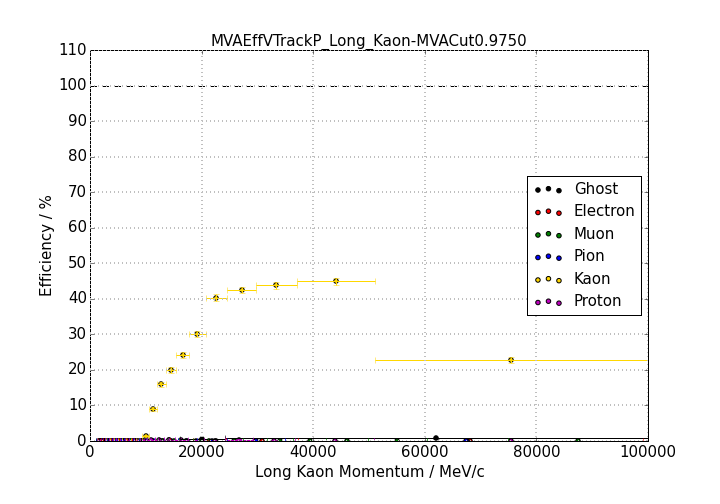 MVAEffVTrackP_Long_Kaon-MVACut0.9750
Efficiency / %
110
100
90
80
70
60
50
40
30
20
10
0
Ghost
Electron
Muon
Pion
Kaon
Proton
0 20000 40000 60000 80000 100000
Long Kaon Momentum / MeV/c